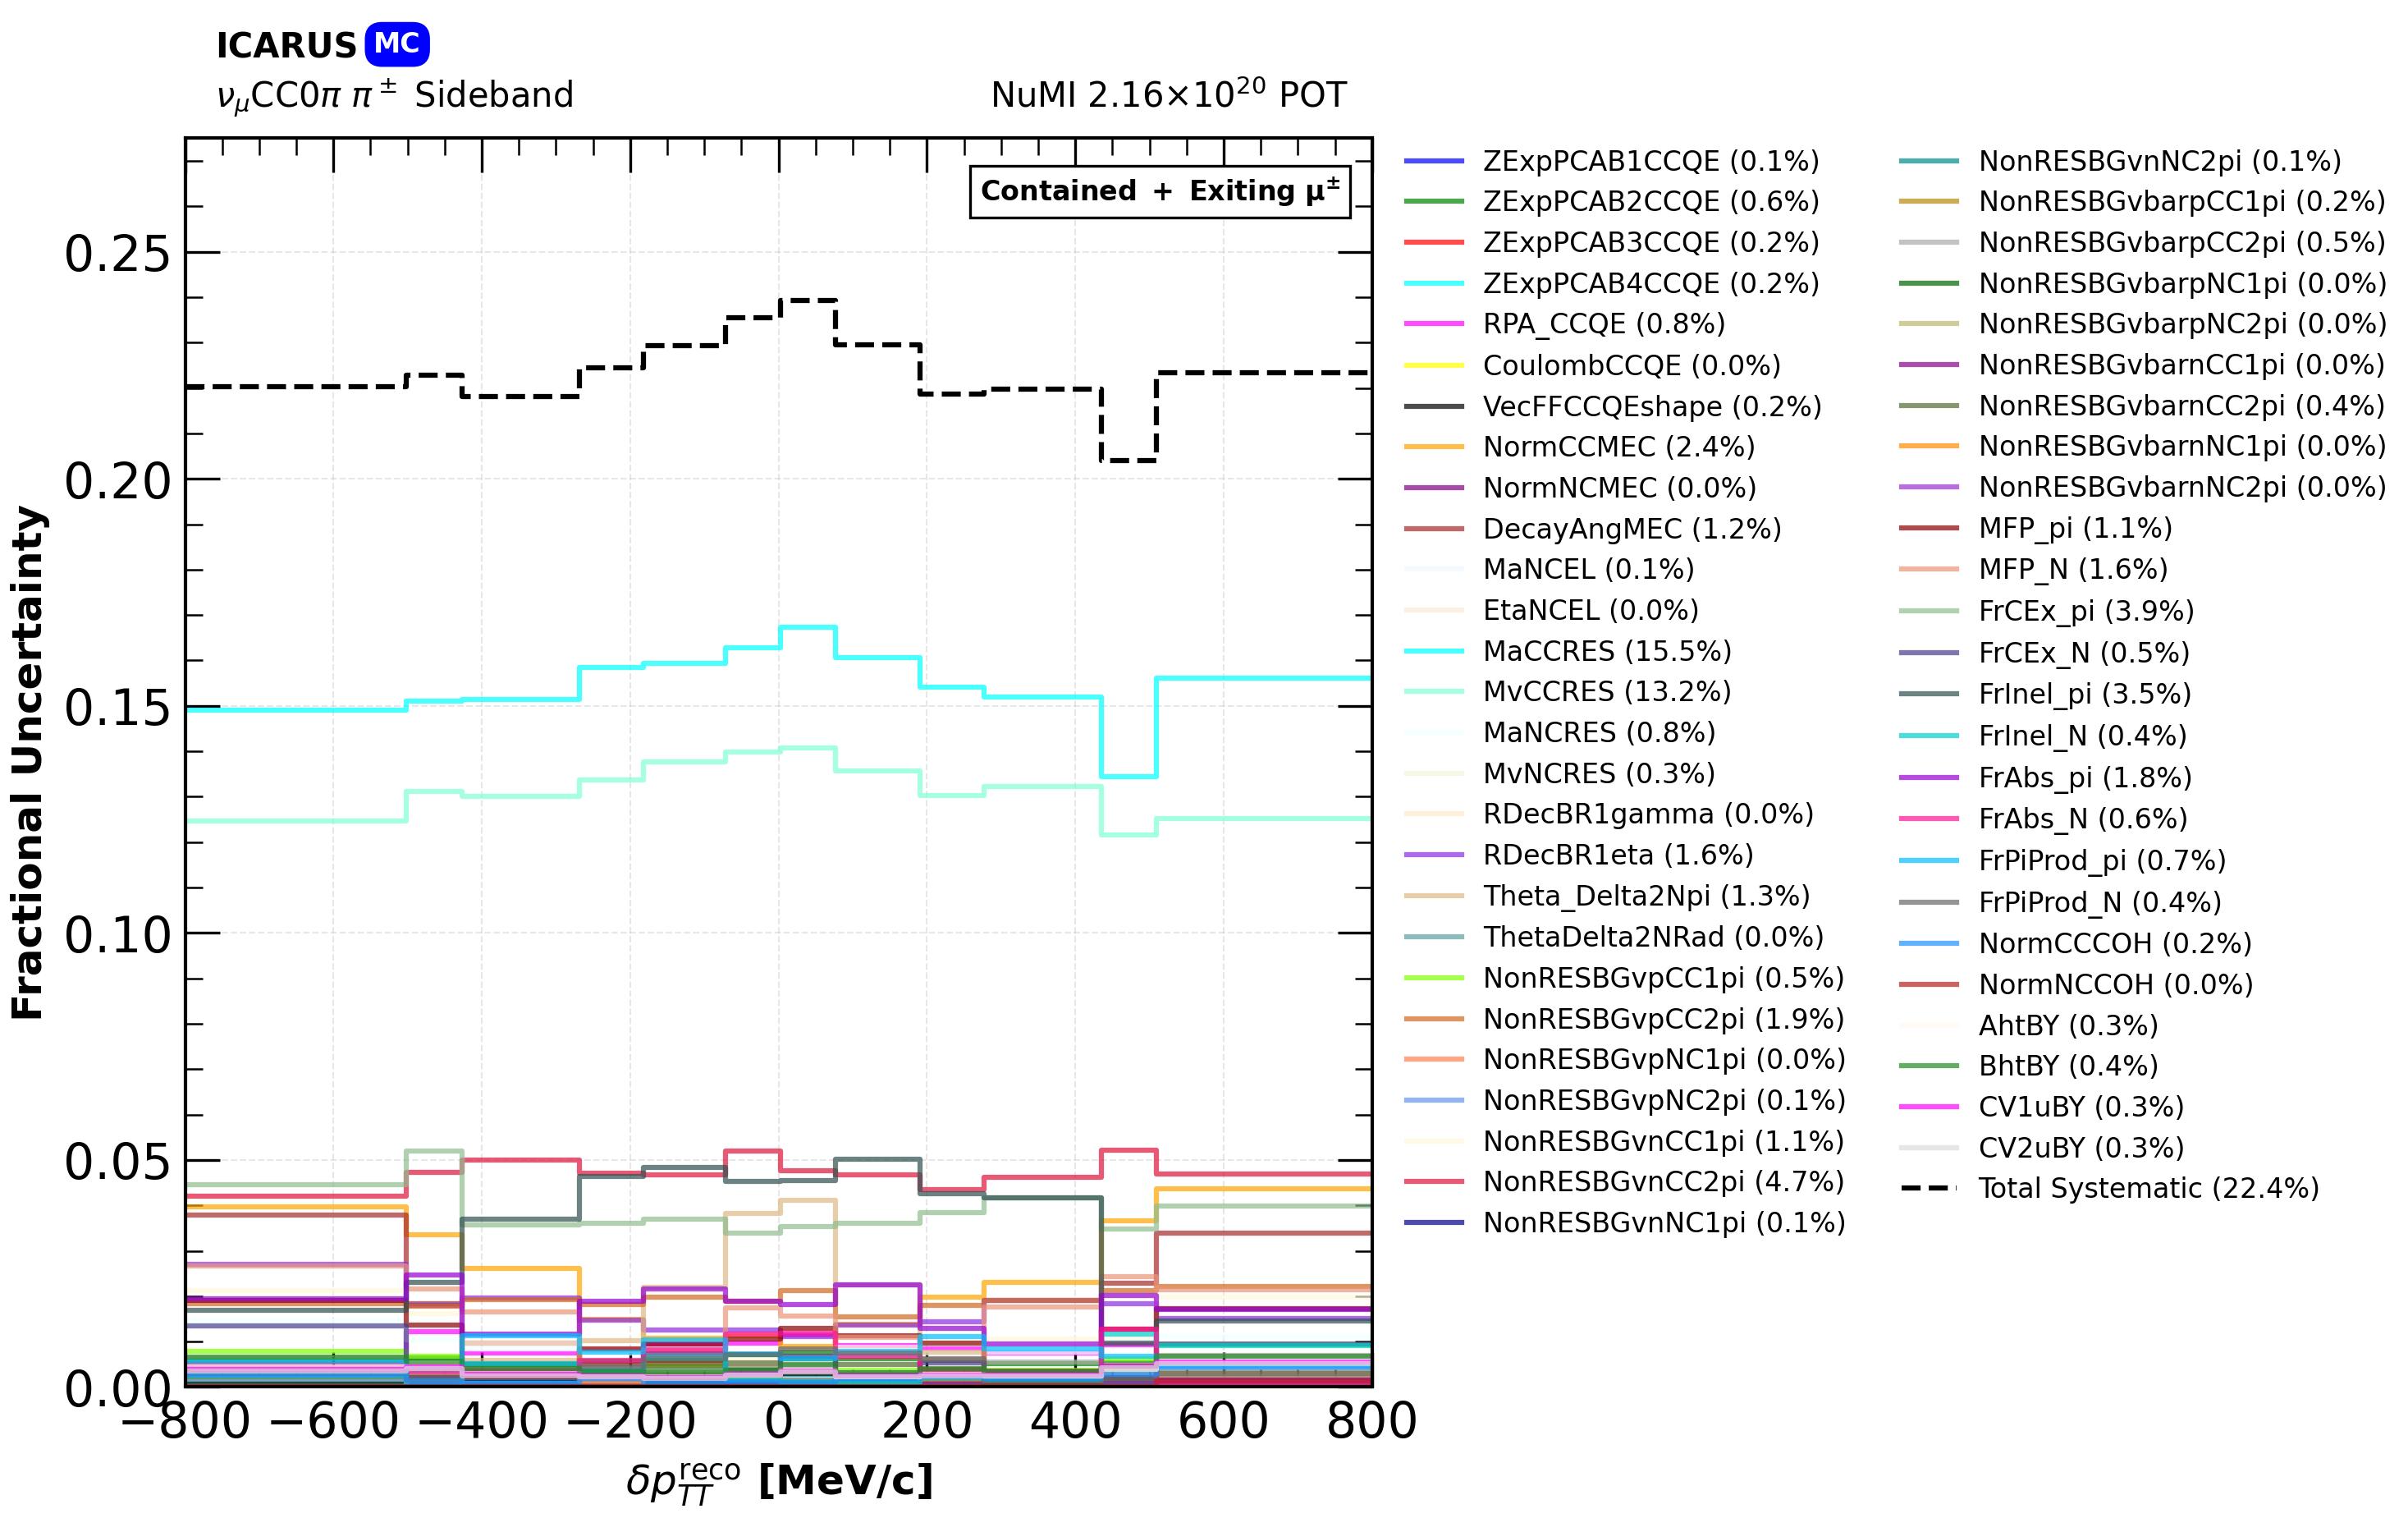 ICARUS MC
νμCC0π π± Sideband
NuMI 2.16×10²⁰ POT
Contained + Exiting μ±
Fractional Uncertainty
0.25
0.20
0.15
0.10
0.05
0.00
−800 −600 −400 −200 0 200 400 600 800
δp_TT^reco [MeV/c]
ZExpPCAB1CCQE (0.1%)
ZExpPCAB2CCQE (0.6%)
ZExpPCAB3CCQE (0.2%)
ZExpPCAB4CCQE (0.2%)
RPA_CCQE (0.8%)
CoulombCCQE (0.0%)
VecFFCCQEshape (0.2%)
NormCCMEC (2.4%)
NormNCMEC (0.0%)
DecayAngMEC (1.2%)
MaNCEL (0.1%)
EtaNCEL (0.0%)
MaCCRES (15.5%)
MvCCRES (13.2%)
MaNCRES (0.8%)
MvNCRES (0.3%)
RDecBR1gamma (0.0%)
RDecBR1eta (1.6%)
Theta_Delta2Npi (1.3%)
ThetaDelta2NRad (0.0%)
NonRESBGvpCC1pi (0.5%)
NonRESBGvpCC2pi (1.9%)
NonRESBGvpNC1pi (0.0%)
NonRESBGvpNC2pi (0.1%)
NonRESBGvnCC1pi (1.1%)
NonRESBGvnCC2pi (4.7%)
NonRESBGvnNC1pi (0.1%)
NonRESBGvnNC2pi (0.1%)
NonRESBGvbarpCC1pi (0.2%)
NonRESBGvbarpCC2pi (0.5%)
NonRESBGvbarpNC1pi (0.0%)
NonRESBGvbarpNC2pi (0.0%)
NonRESBGvbarnCC1pi (0.0%)
NonRESBGvbarnCC2pi (0.4%)
NonRESBGvbarnNC1pi (0.0%)
NonRESBGvbarnNC2pi (0.0%)
MFP_pi (1.1%)
MFP_N (1.6%)
FrCEx_pi (3.9%)
FrCEx_N (0.5%)
FrInel_pi (3.5%)
FrInel_N (0.4%)
FrAbs_pi (1.8%)
FrAbs_N (0.6%)
FrPiProd_pi (0.7%)
FrPiProd_N (0.4%)
NormCCCOH (0.2%)
NormNCCOH (0.0%)
AhtBY (0.3%)
BhtBY (0.4%)
CV1uBY (0.3%)
CV2uBY (0.3%)
Total Systematic (22.4%)